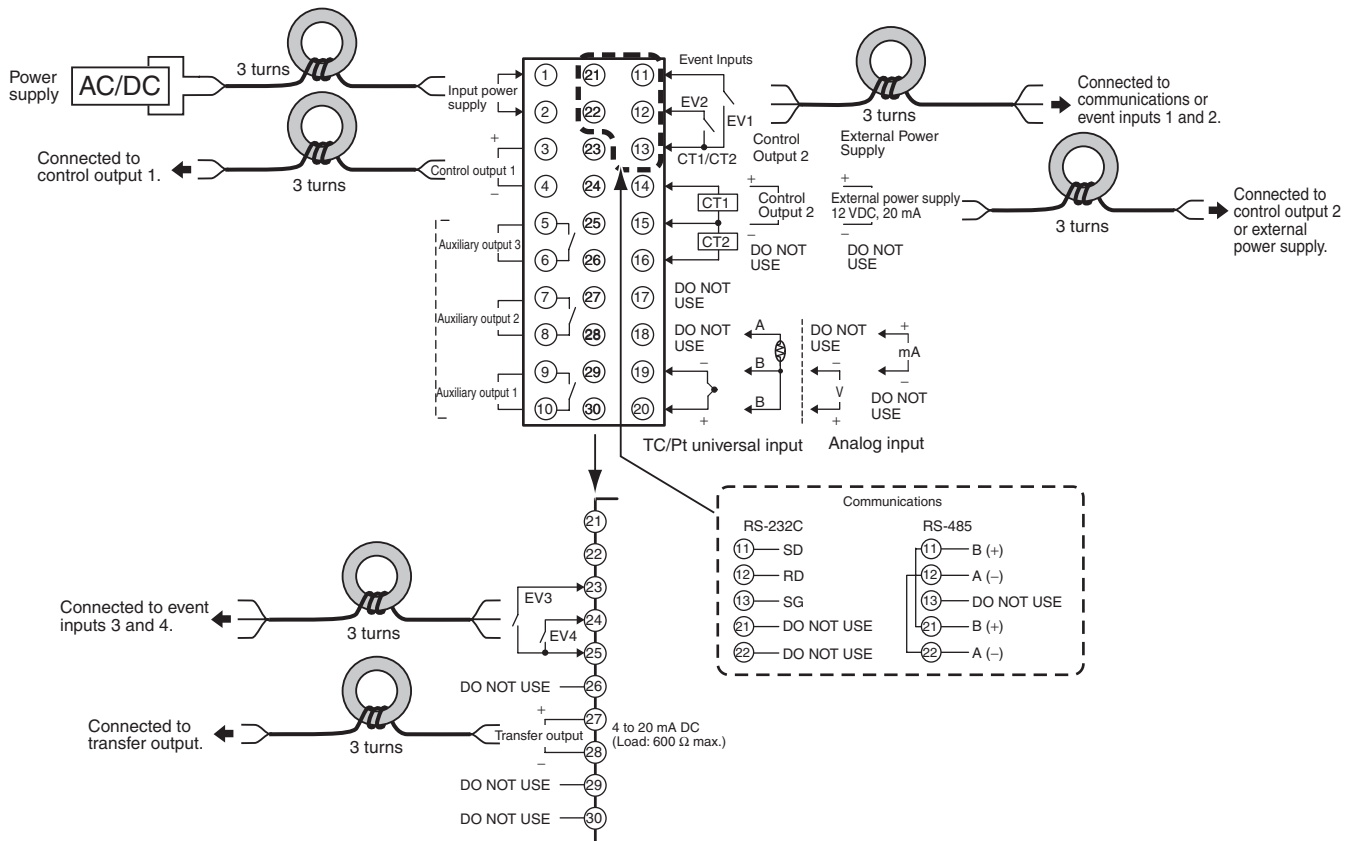 Power
supply
AC/DC
3 turns
Input power
supply
Connected to
control output 1.
3 turns
+
Control output 1
−
Auxiliary output 3
Auxiliary output 2
Auxiliary output 1
1 21 11
2 22 12
3 23 13
4 24 14
5 25 15
6 26 16
7 27 17
8 28 18
9 29 19
10 30 20
Event Inputs
EV2
EV1
CT1/CT2
CT1
CT2
Control
Output 2
+
Control
Output 2
−
DO NOT
USE
External Power
Supply
+
External power supply
12 VDC, 20 mA
−
DO NOT
USE
3 turns
Connected to
communications or
event inputs 1 and 2.
3 turns
Connected to
control output 2
or external
power supply.
DO NOT
USE
DO NOT
USE
−
+
A
B
B
TC/Pt universal input
DO NOT
USE
−
V
+
+
mA
−
DO NOT
USE
Analog input
Communications
RS-232C
11 SD
12 RD
13 SG
21 DO NOT USE
22 DO NOT USE
RS-485
11 B (+)
12 A (−)
13 DO NOT USE
21 B (+)
22 A (−)
Connected to event
inputs 3 and 4.
3 turns
EV3
EV4
21
22
23
24
25
DO NOT USE 26
Connected to
transfer output.
3 turns
+
Transfer output
−
27
28
4 to 20 mA DC
(Load: 600 Ω max.)
DO NOT USE 29
DO NOT USE 30